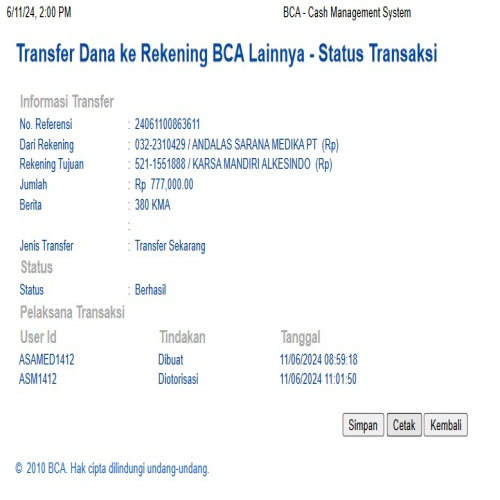 6/11/24, 2:00 PM BCA - Cash Management System
Transfer Dana ke Rekening BCA Lainnya - Status Transaksi
Informasi Transfer
No. Referensi : 24061100863611
Dari Rekening : 032-2310429 / ANDALAS SARANA MEDIKA PT (Rp)
Rekening Tujuan : 521-1551888 / KARSA MANDIRI ALKESINDO (Rp)
Jumlah : Rp 777,000.00
Berita : 380 KMA
:
Jenis Transfer : Transfer Sekarang
Status
Status : Berhasil
Pelaksana Transaksi
User Id Tindakan Tanggal
ASAMED1412 Dibuat 11/06/2024 08:59:18
ASM1412 Diotorisasi 11/06/2024 11:01:50
Simpan Cetak Kembali
© 2010 BCA. Hak cipta dilindungi undang-undang.